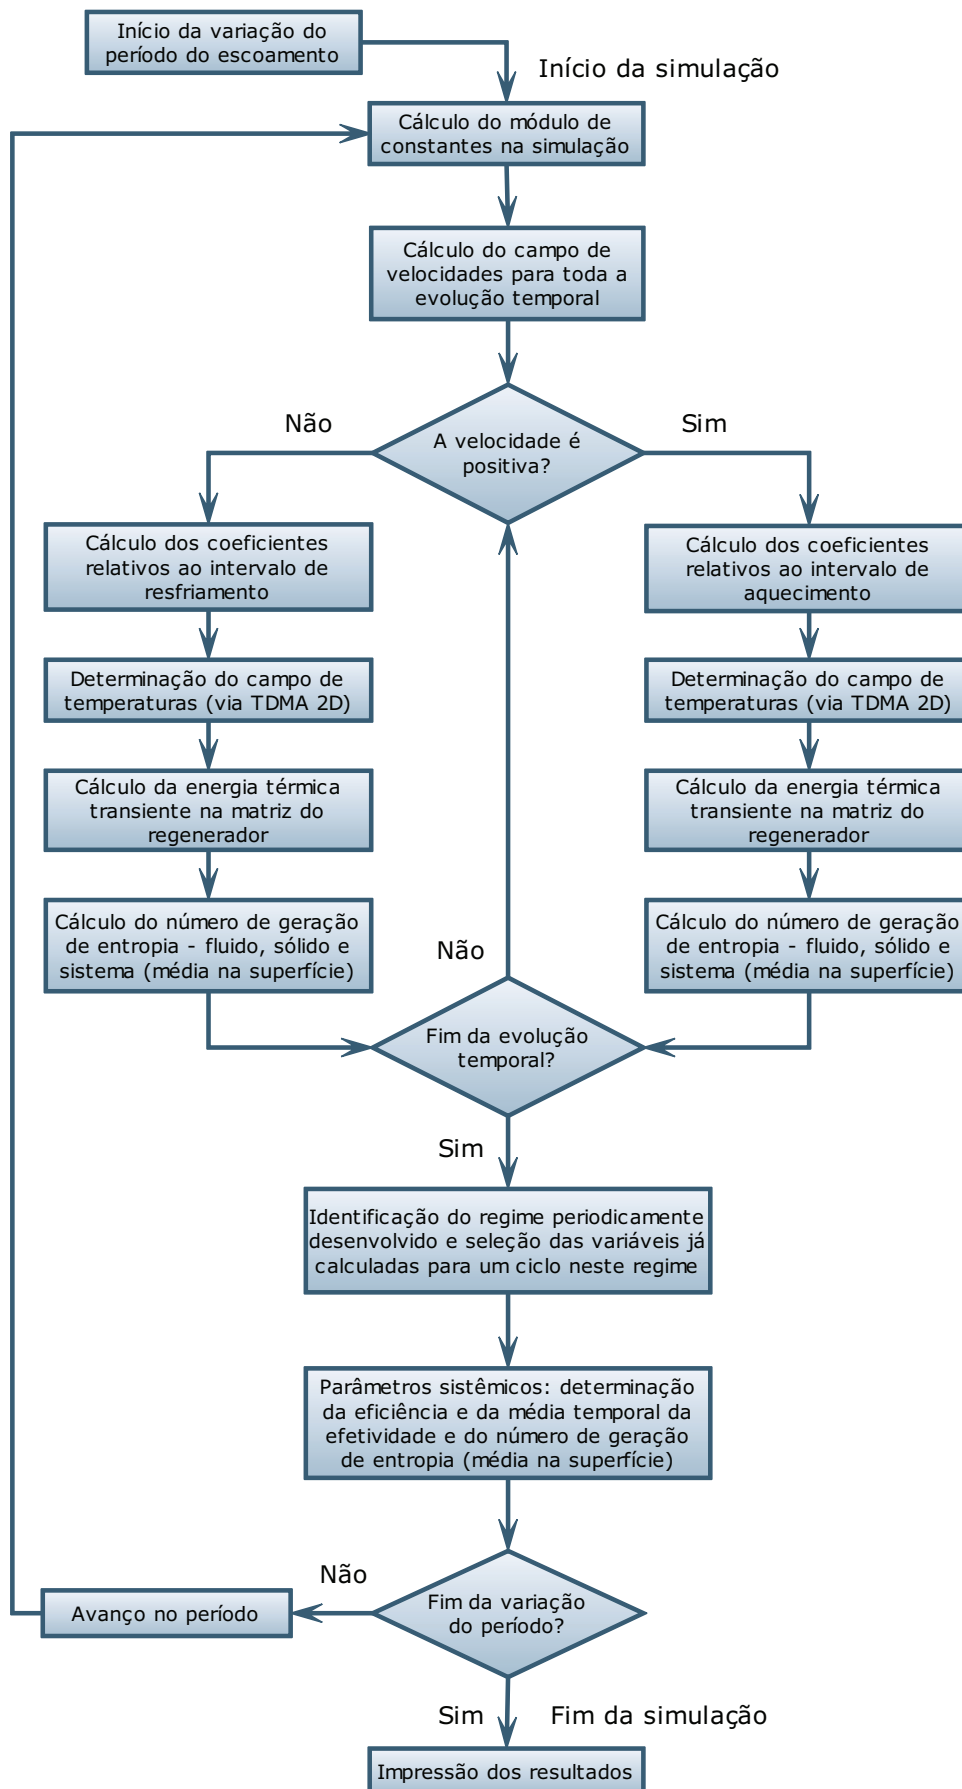 Início da variação do
período do escoamento
Início da simulação
Cálculo do módulo de
constantes na simulação
Cálculo do campo de
velocidades para toda a
evolução temporal
Não
Sim
A velocidade é
positiva?
Cálculo dos coeficientes
relativos ao intervalo de
resfriamento
Cálculo dos coeficientes
relativos ao intervalo de
aquecimento
Determinação do campo de
temperaturas (via TDMA 2D)
Determinação do campo de
temperaturas (via TDMA 2D)
Cálculo da energia térmica
transiente na matriz do
regenerador
Cálculo da energia térmica
transiente na matriz do
regenerador
Cálculo do número de geração
de entropia - fluido, sólido e
sistema (média na superfície)
Cálculo do número de geração
de entropia - fluido, sólido e
sistema (média na superfície)
Não
Fim da evolução
temporal?
Sim
Identificação do regime periodicamente
desenvolvido e seleção das variáveis já
calculadas para um ciclo neste regime
Parâmetros sistêmicos: determinação
da eficiência e da média temporal da
efetividade e do número de geração
de entropia (média na superfície)
Não
Fim da variação
do período?
Avanço no período
Sim
Fim da simulação
Impressão dos resultados